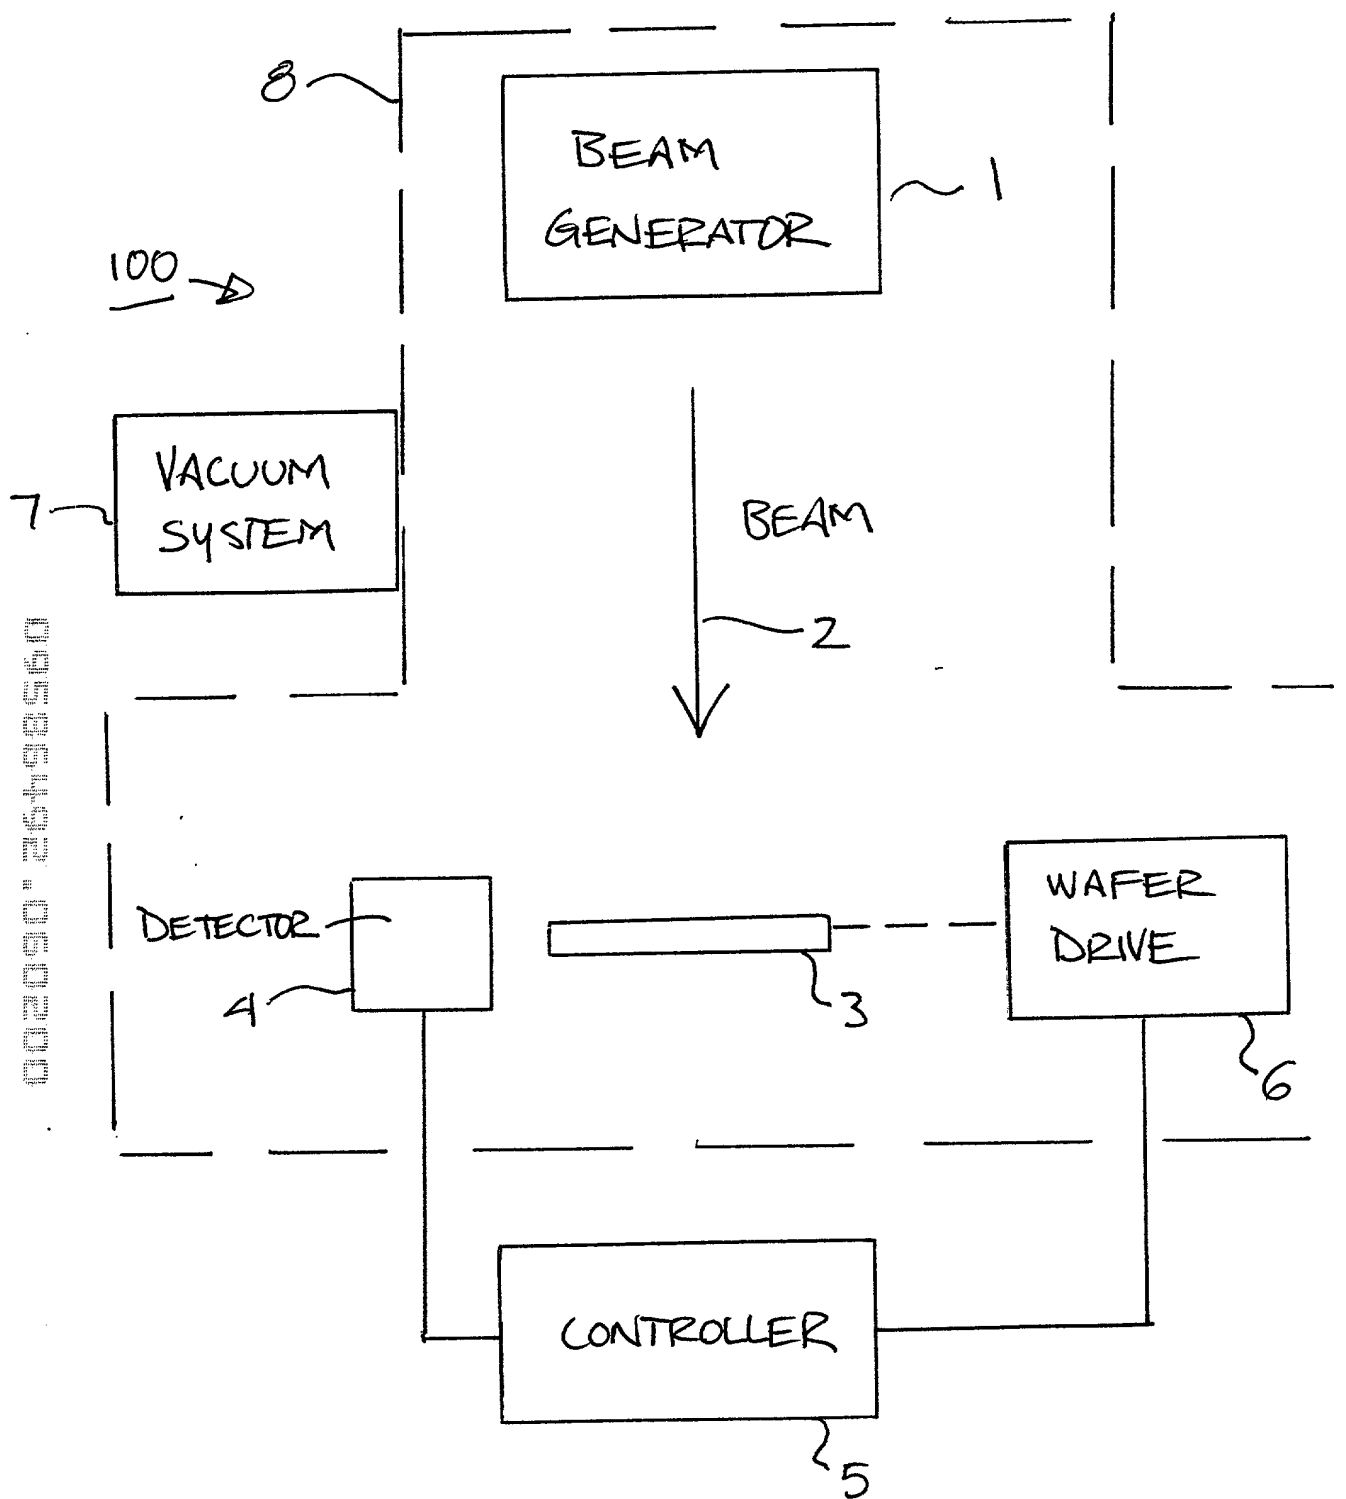 8
BEAM
GENERATOR
1
100
VACUUM
SYSTEM
7
BEAM
2
WAFER
DRIVE
DETECTOR
4
3
6
CONTROLLER
5